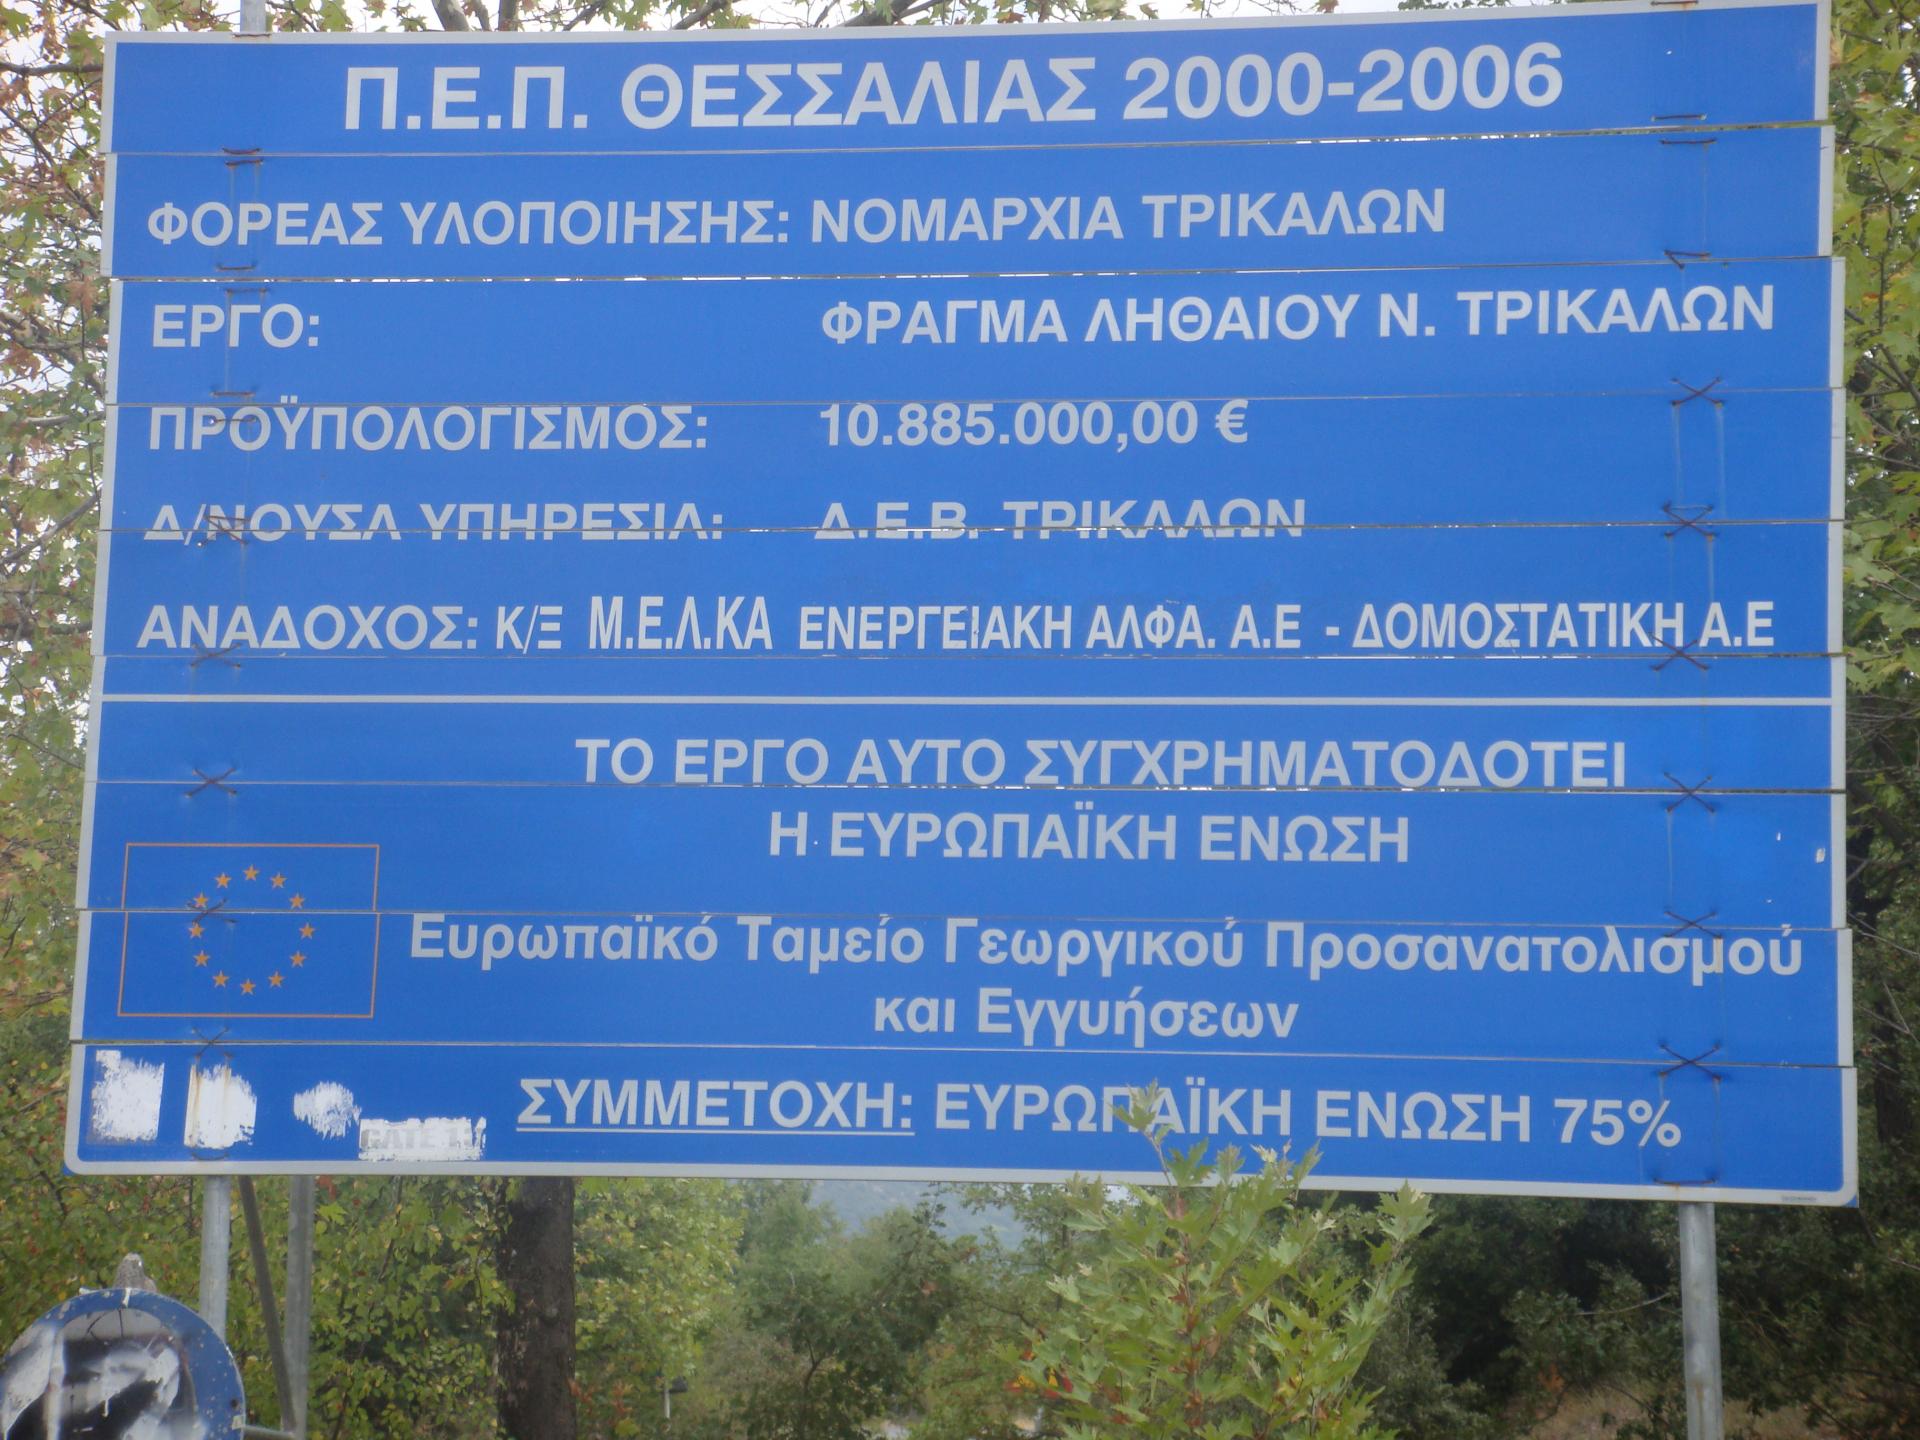 Π.Ε.Π. ΘΕΣΣΑΛΙΑΣ 2000-2006
ΦΟΡΕΑΣ ΥΛΟΠΟΙΗΣΗΣ: ΝΟΜΑΡΧΙΑ ΤΡΙΚΑΛΩΝ
ΕΡΓΟ: ΦΡΑΓΜΑ ΛΗΘΑΙΟΥ Ν. ΤΡΙΚΑΛΩΝ
ΠΡΟΫΠΟΛΟΓΙΣΜΟΣ: 10.885.000,00 €
Δ/ΝΟΥΣΑ ΥΠΗΡΕΣΙΑ: Δ.Ε.Β. ΤΡΙΚΑΛΩΝ
ΑΝΑΔΟΧΟΣ: Κ/Ξ Μ.Ε.Λ.ΚΑ ΕΝΕΡΓΕΙΑΚΗ ΑΛΦΑ. Α.Ε - ΔΟΜΟΣΤΑΤΙΚΗ Α.Ε
ΤΟ ΕΡΓΟ ΑΥΤΟ ΣΥΓΧΡΗΜΑΤΟΔΟΤΕΙ
Η ΕΥΡΩΠΑΪΚΗ ΕΝΩΣΗ
Ευρωπαϊκό Ταμείο Γεωργικού Προσανατολισμού
και Εγγυήσεων
ΣΥΜΜΕΤΟΧΗ: ΕΥΡΩΠΑΪΚΗ ΕΝΩΣΗ 75%
GATE